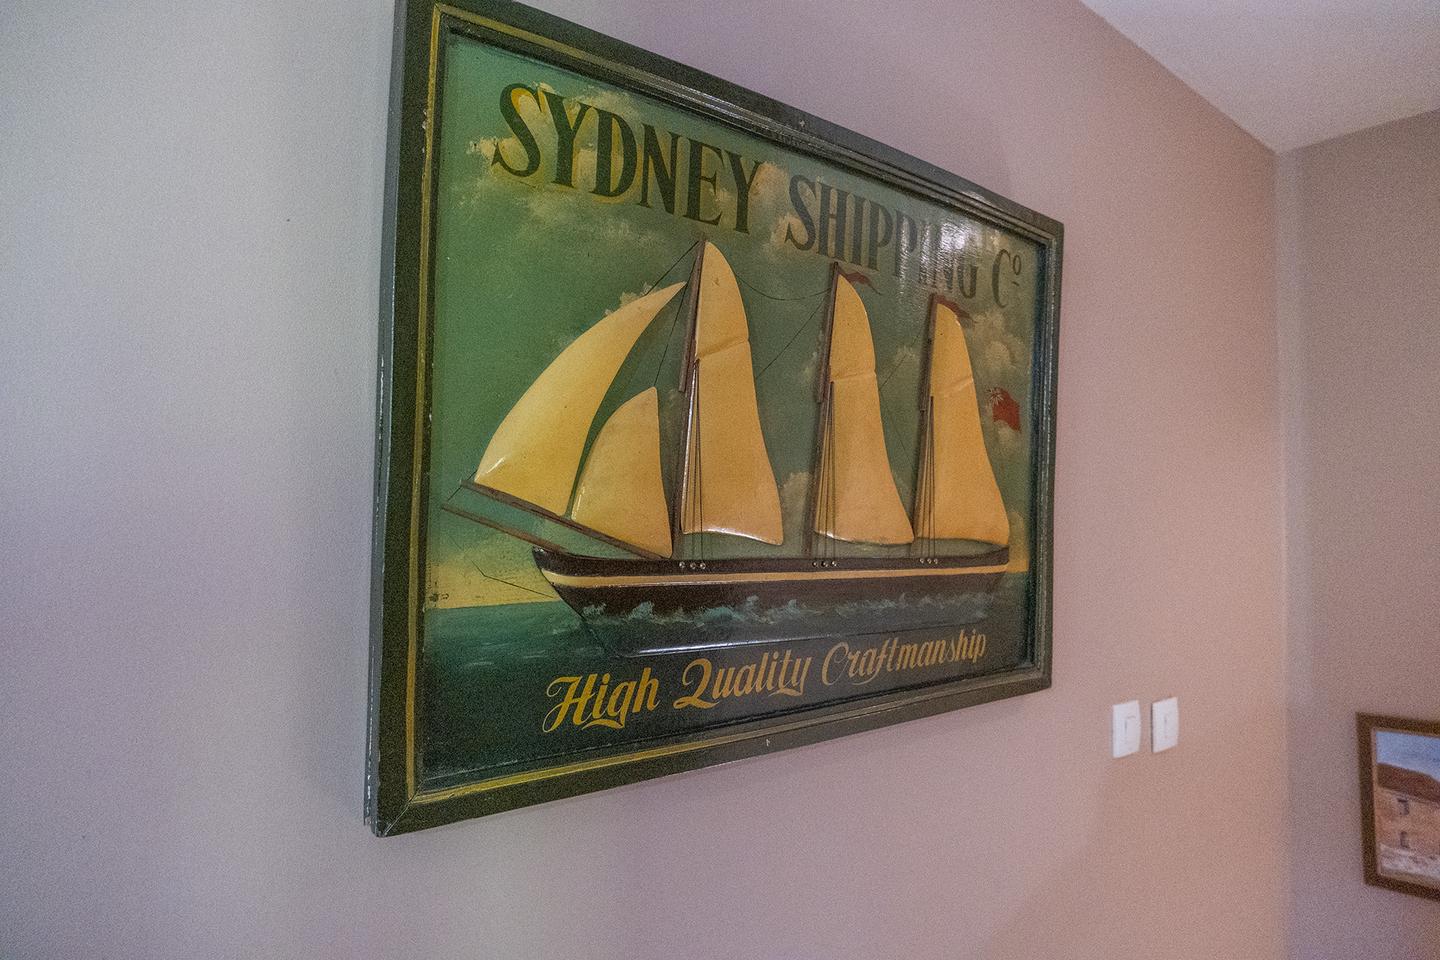 SYDNEY SHIPPING Cº
High Quality Craftmanship